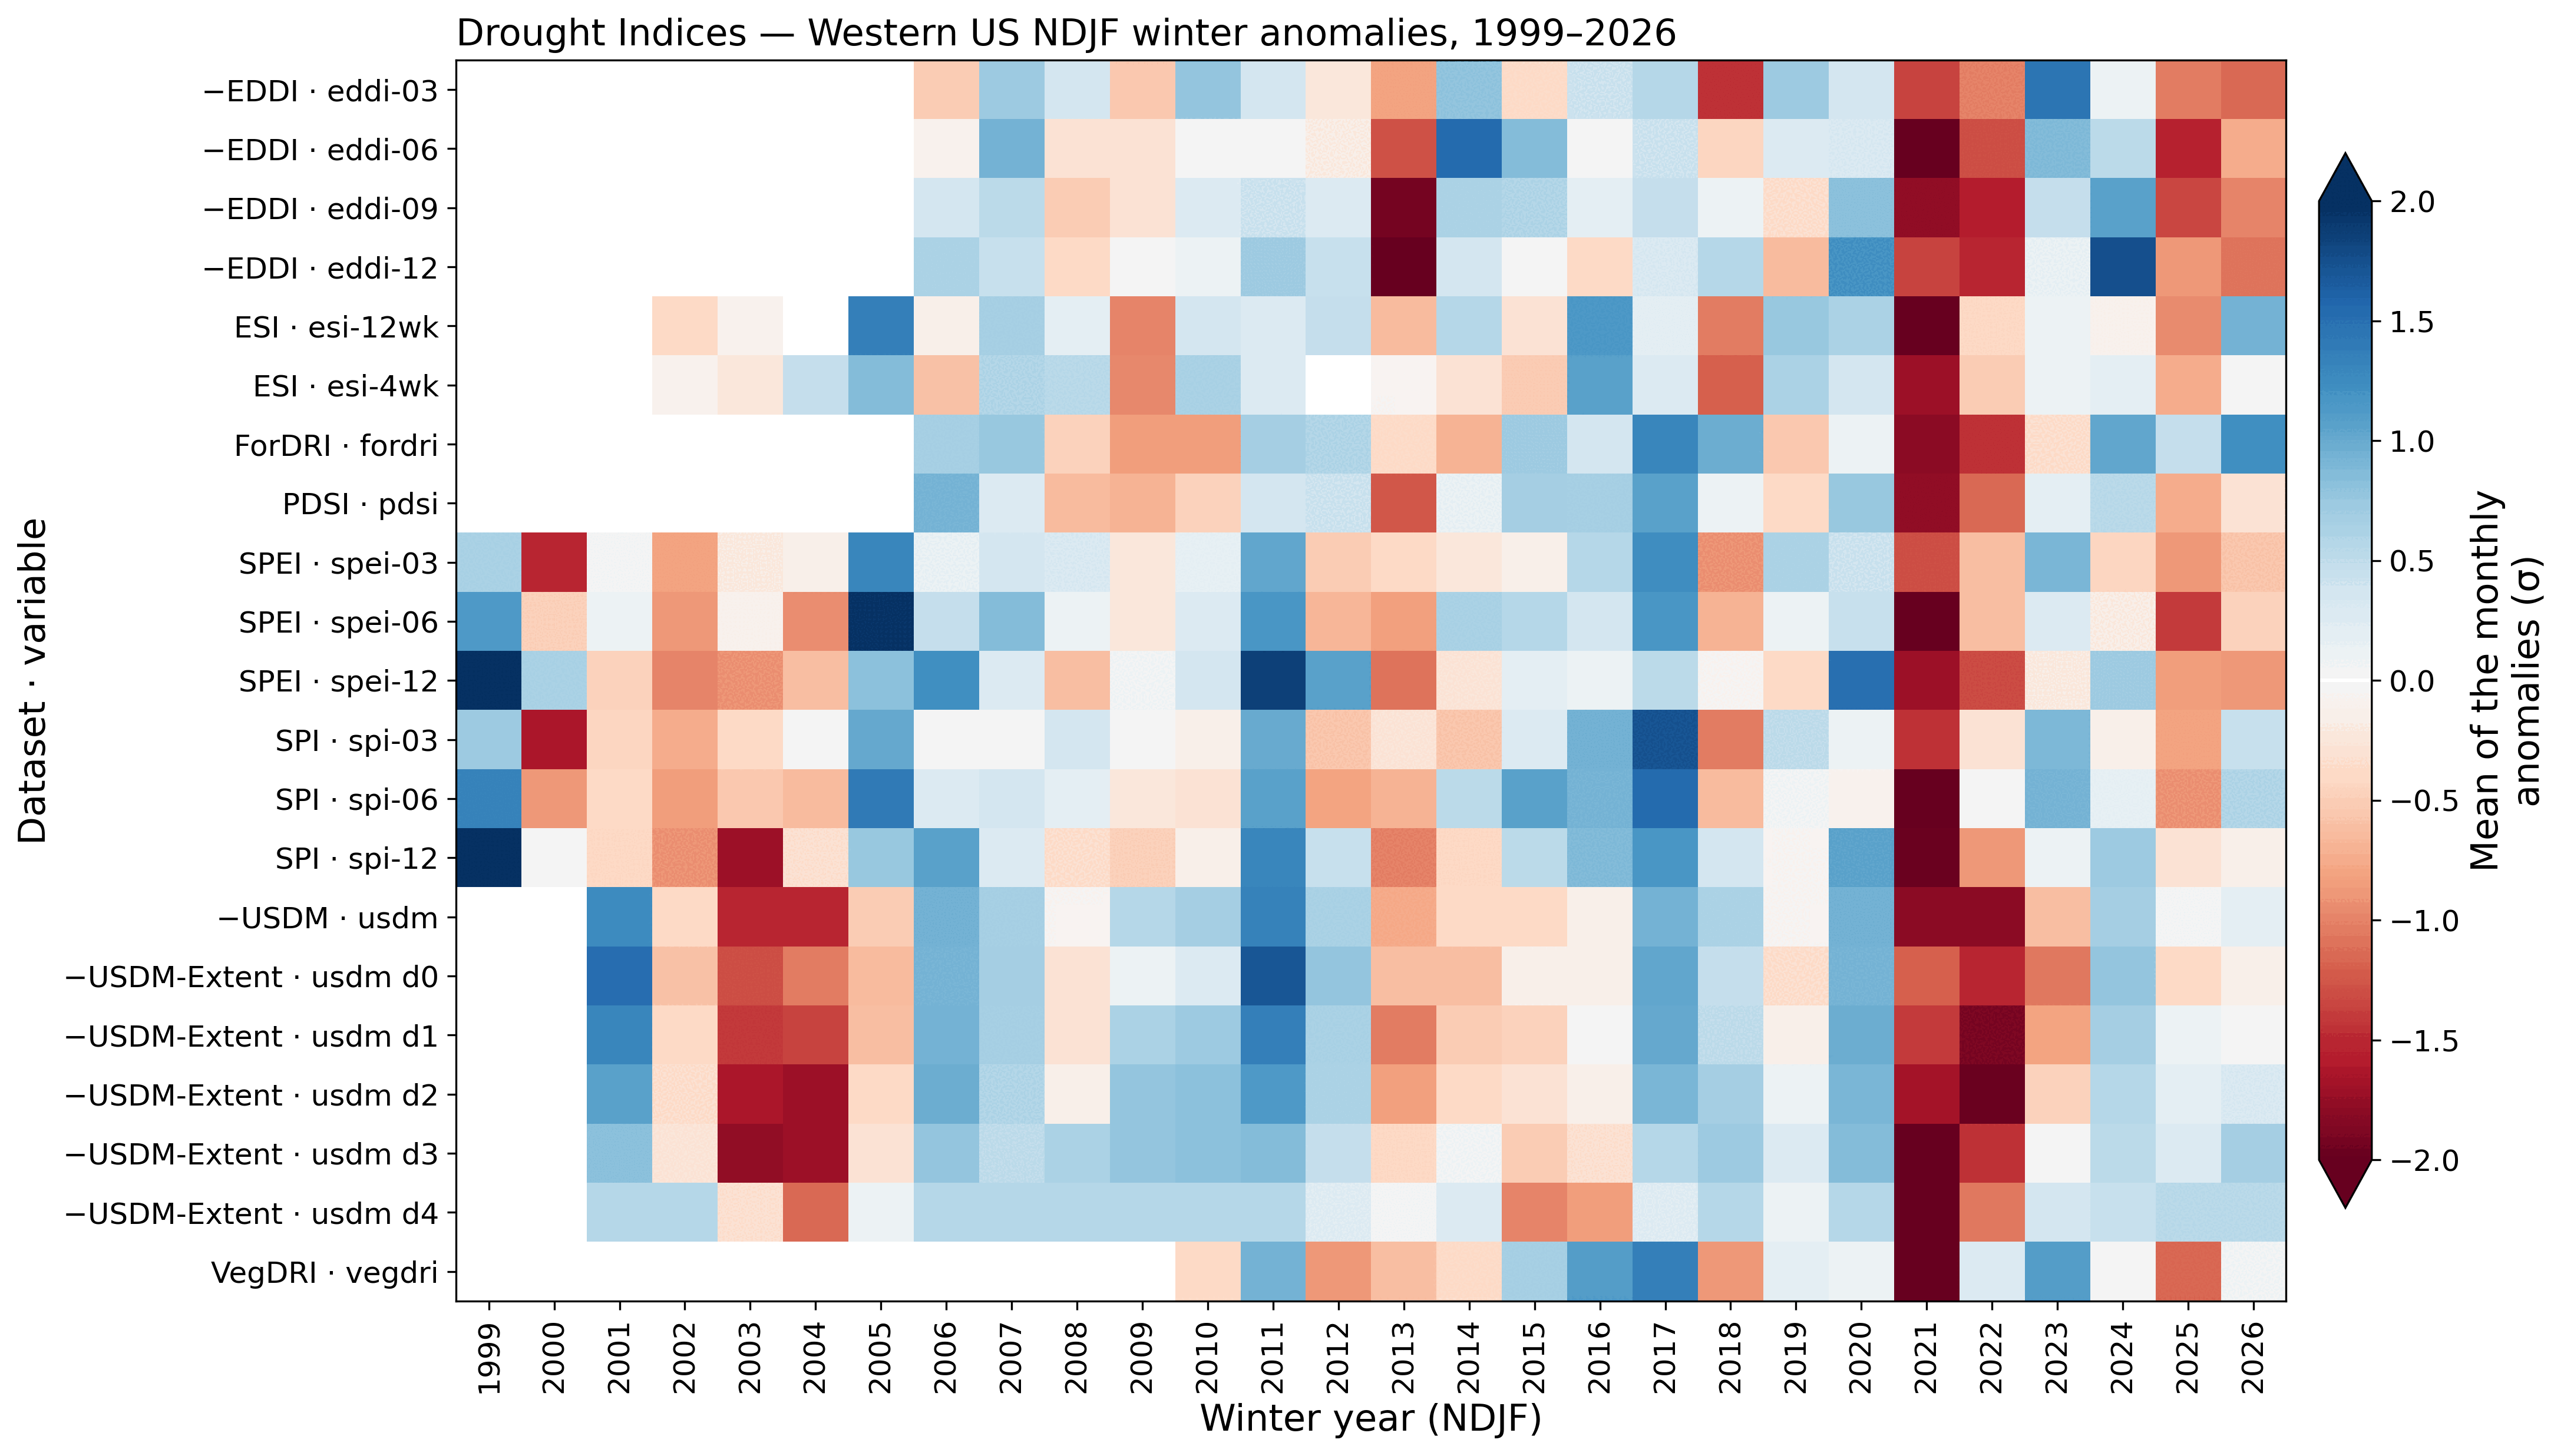 Drought Indices — Western US NDJF winter anomalies, 1999–2026
Dataset · variable
−EDDI · eddi-03
−EDDI · eddi-06
−EDDI · eddi-09
−EDDI · eddi-12
ESI · esi-12wk
ESI · esi-4wk
ForDRI · fordri
PDSI · pdsi
SPEI · spei-03
SPEI · spei-06
SPEI · spei-12
SPI · spi-03
SPI · spi-06
SPI · spi-12
−USDM · usdm
−USDM-Extent · usdm d0
−USDM-Extent · usdm d1
−USDM-Extent · usdm d2
−USDM-Extent · usdm d3
−USDM-Extent · usdm d4
VegDRI · vegdri
1999
2000
2001
2002
2003
2004
2005
2006
2007
2008
2009
2010
2011
2012
2013
2014
2015
2016
2017
2018
2019
2020
2021
2022
2023
2024
2025
2026
Winter year (NDJF)
2.0
1.5
1.0
0.5
0.0
−0.5
−1.0
−1.5
−2.0
Mean of the monthly
anomalies (σ)